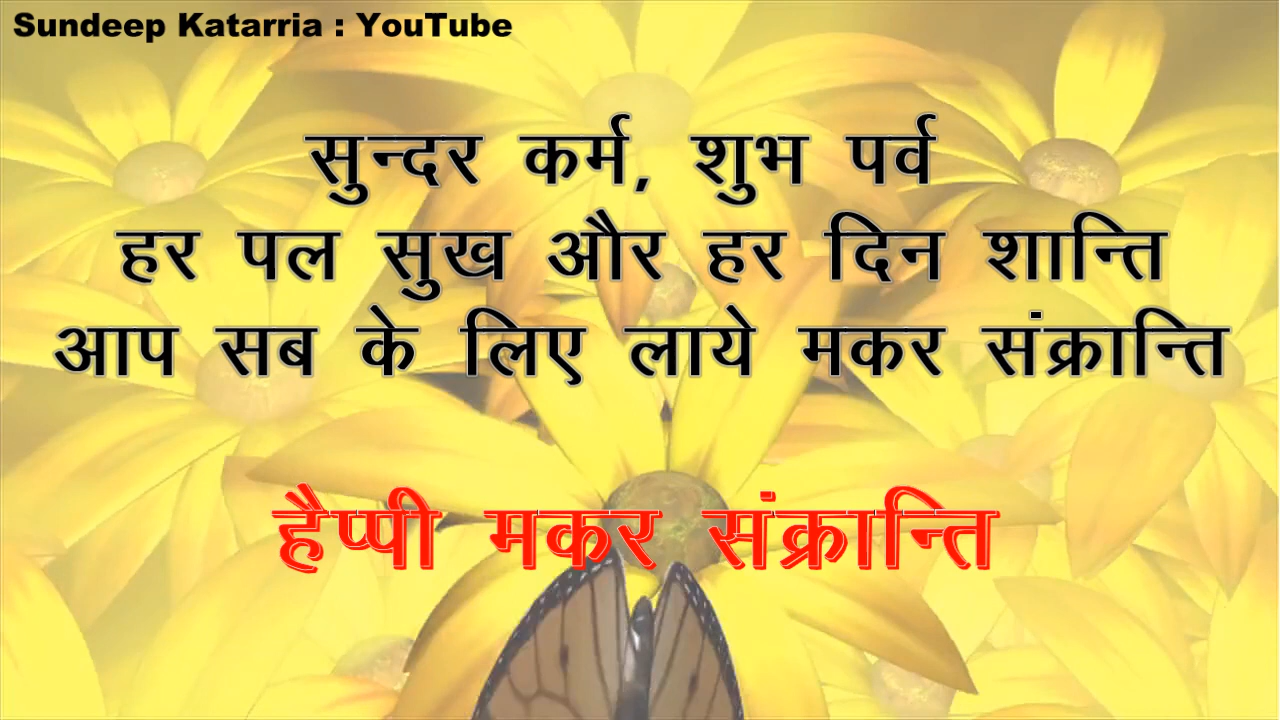 Sundeep Katarria : YouTube
सुन्दर कर्म, शुभ पर्व
हर पल सुख और हर दिन शान्ति
आप सब के लिए लाये मकर संक्रान्ति
हैप्पी मकर संक्रान्ति